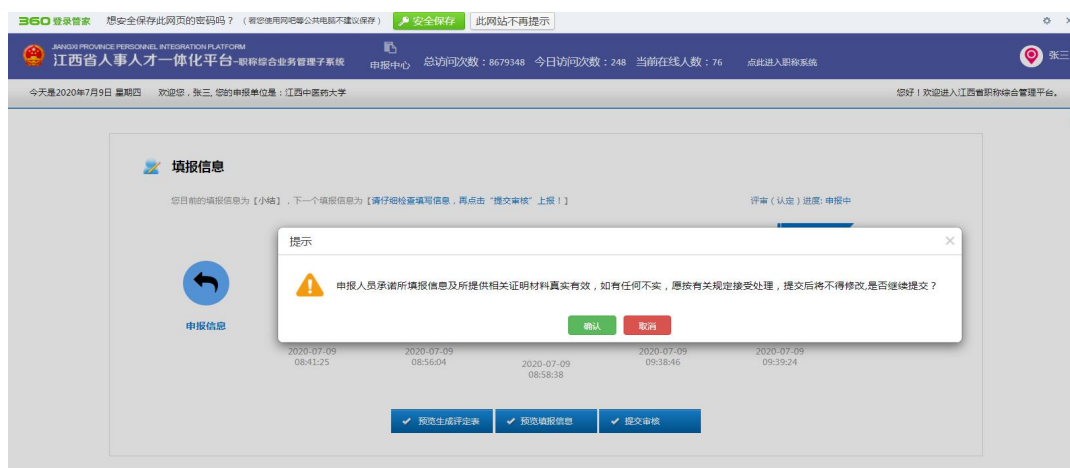 360登录管家 想安全保存此网页的密码吗？（若您使用网吧等公共电脑不建议保存） 安全保存 此网站不再提示
JIANGXI PROVINCE PERSONNEL INTEGRATION PLATFORM
江西省人事人才一体化平台-职称综合业务管理子系统 申报中心 总访问次数：8679348 今日访问次数：248 当前在线人数：76 点此进入职称系统 张三
今天是2020年7月9日 星期四 欢迎您，张三, 您的申报单位是：江西中医药大学 您好！欢迎进入江西省职称综合管理平台。
填报信息
您目前的填报信息为【小结】，下一个填报信息为【请仔细检查填写信息，再点击“提交审核”上报！】 评审（认定）进度: 申报中
提示
申报人员承诺所填报信息及所提供相关证明材料真实有效，如有任何不实，愿按有关规定接受处理，提交后将不得修改,是否继续提交？
确认 取消
申报信息
2020-07-09 08:41:25
2020-07-09 08:56:04
2020-07-09 08:58:38
2020-07-09 09:38:46
2020-07-09 09:39:24
预览生成评定表 预览填报信息 提交审核